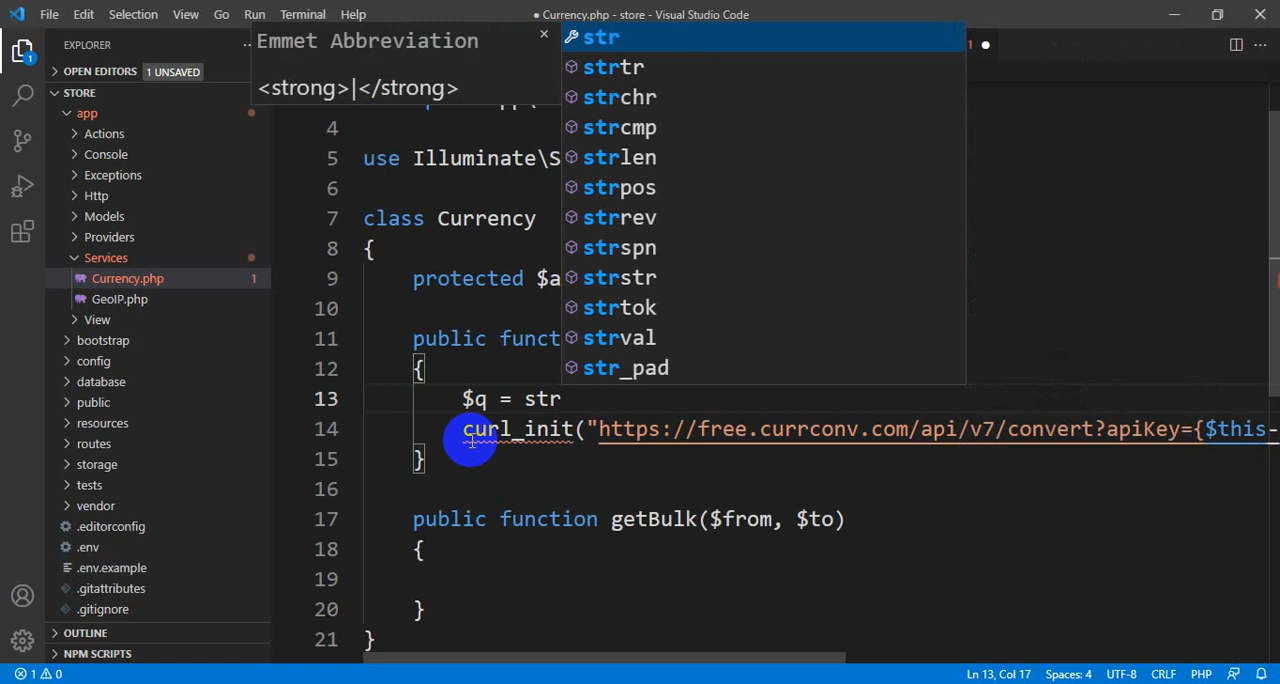 File Edit Selection View Go Run Terminal Help
● Currency.php - store - Visual Studio Code
EXPLORER
OPEN EDITORS 1 UNSAVED
STORE
app
Actions
Console
Exceptions
Http
Models
Providers
Services
Currency.php 1
GeoIP.php
View
bootstrap
config
database
public
resources
routes
storage
tests
vendor
.editorconfig
.env
.env.example
.gitattributes
.gitignore
OUTLINE
NPM SCRIPTS
Emmet Abbreviation
<strong>|</strong>
str
strtr
strchr
strcmp
strlen
strpos
strrev
strspn
strstr
strtok
strval
str_pad
1
4
5 use Illuminate\S
6
7 class Currency
8 {
9 protected $a
10
11 public funct
12 {
13 $q = str
14 curl_init("https://free.currconv.com/api/v7/convert?apiKey={$this-
15 }
16
17 public function getBulk($from, $to)
18 {
19
20 }
21 }
1 0
Ln 13, Col 17 Spaces: 4 UTF-8 CRLF PHP